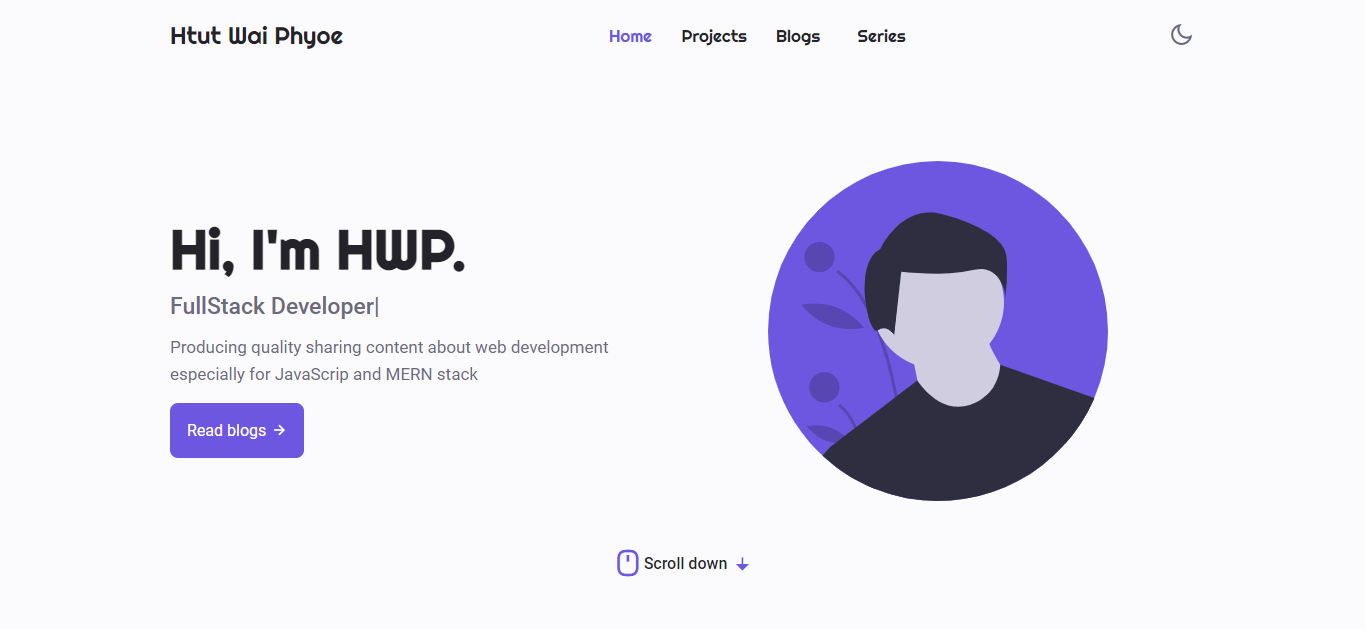 Htut Wai Phyoe
Home Projects Blogs Series
Hi, I'm HWP.
FullStack Developer|
Producing quality sharing content about web development
especially for JavaScrip and MERN stack
Read blogs →
Scroll down